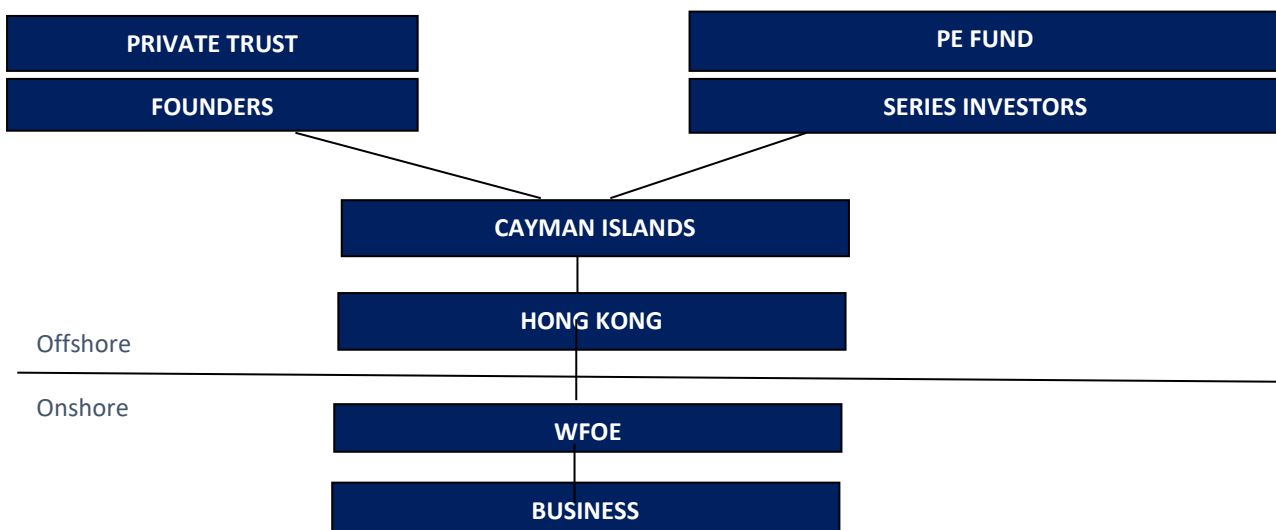 PRIVATE TRUST
PE FUND
FOUNDERS
SERIES INVESTORS
CAYMAN ISLANDS
HONG KONG
Offshore
Onshore
WFOE
BUSINESS